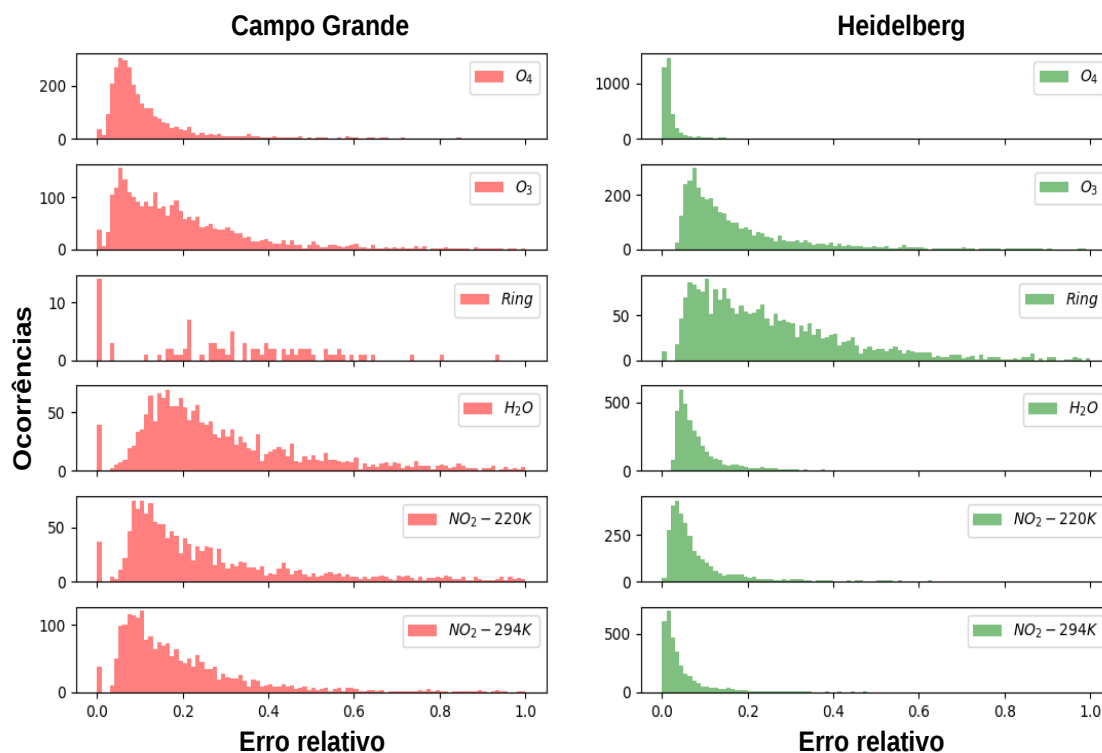 Campo Grande
Heidelberg
Ocorrências
200
0
O₄
1000
0
O₄
100
0
O₃
200
0
O₃
10
0
Ring
50
0
Ring
50
0
H₂O
500
0
H₂O
50
0
NO₂ − 220K
250
0
NO₂ − 220K
100
0
NO₂ − 294K
500
0
NO₂ − 294K
0.0 0.2 0.4 0.6 0.8 1.0
0.0 0.2 0.4 0.6 0.8 1.0
Erro relativo
Erro relativo